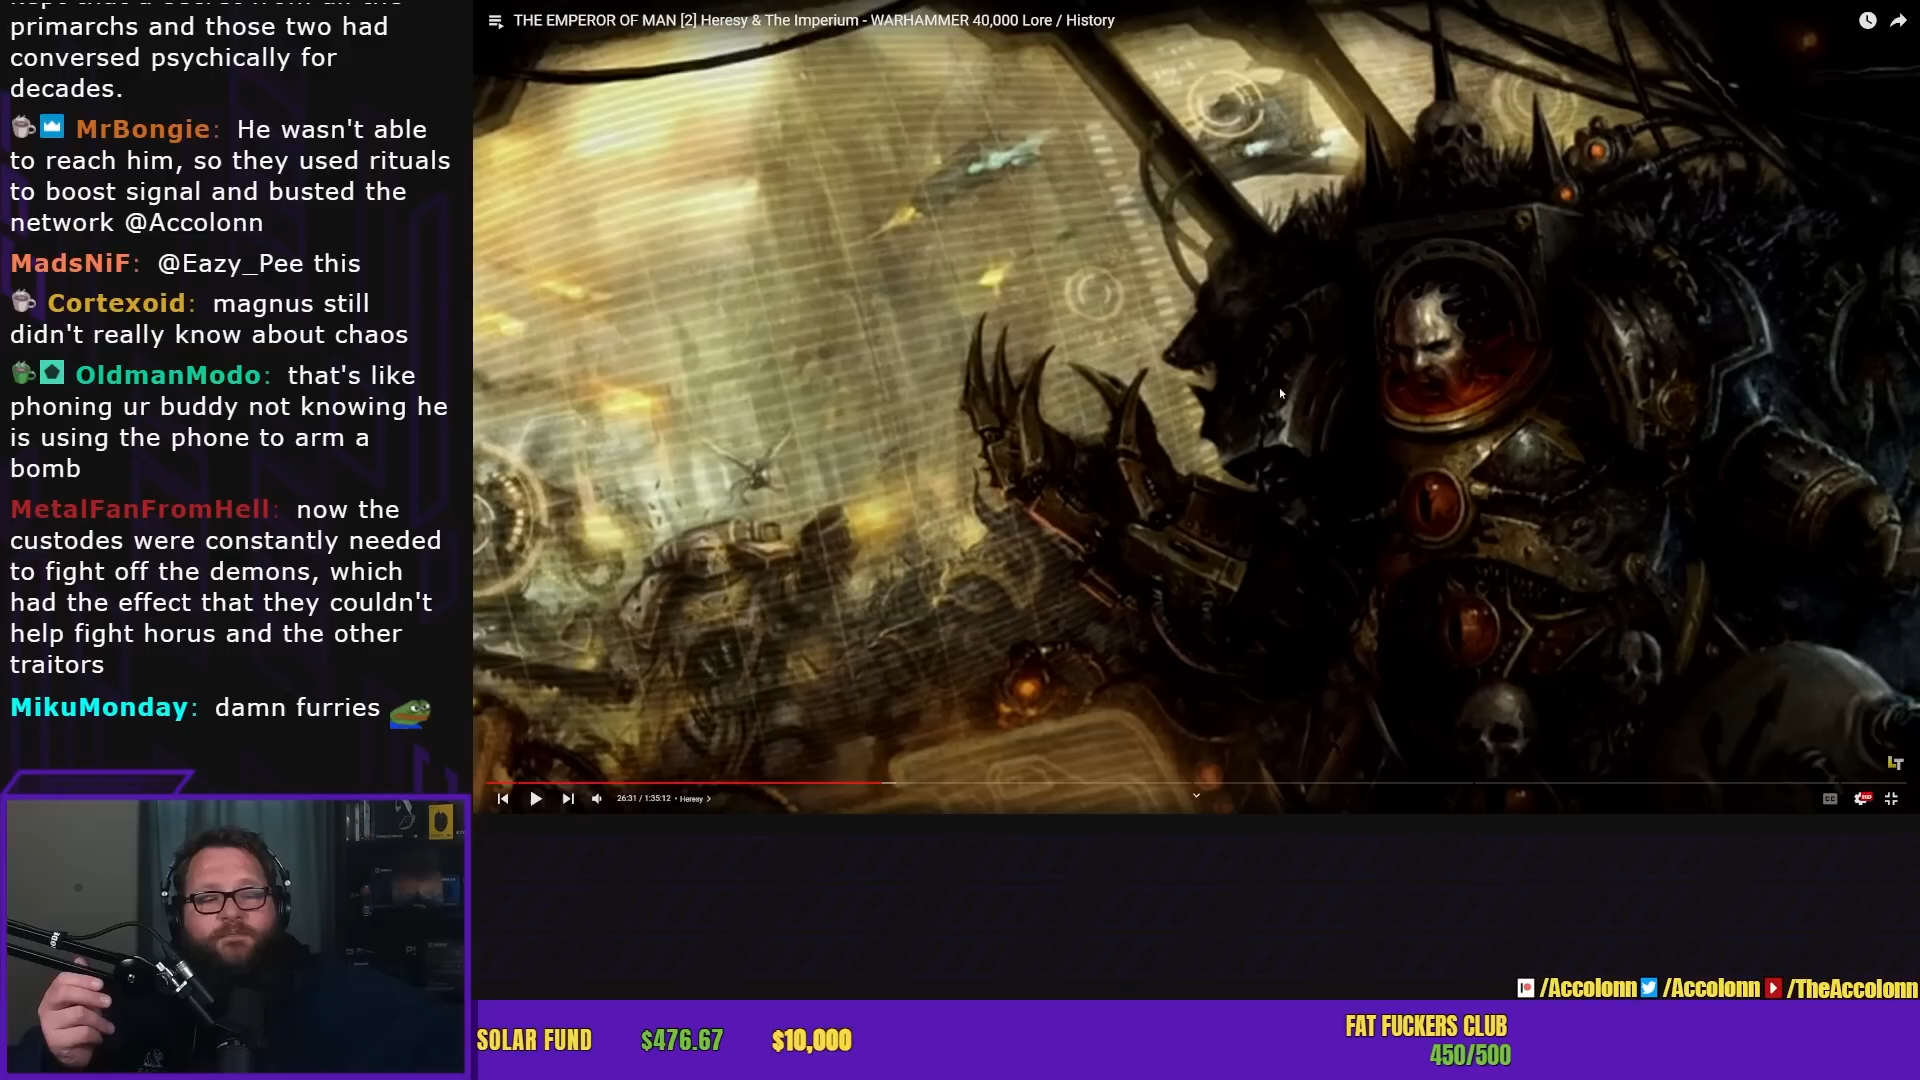 primarchs and those two had
conversed psychically for
decades.
MrBongie: He wasn't able
to reach him, so they used rituals
to boost signal and busted the
network @Accolonn
MadsNiF: @Eazy_Pee this
Cortexoid: magnus still
didn't really know about chaos
OldmanModo: that's like
phoning ur buddy not knowing he
is using the phone to arm a
bomb
MetalFanFromHell: now the
custodes were constantly needed
to fight off the demons, which
had the effect that they couldn't
help fight horus and the other
traitors
MikuMonday: damn furries
THE EMPEROR OF MAN [2] Heresy & The Imperium - WARHAMMER 40,000 Lore / History
LT
26:31 / 1:35:12 • Heresy >
CC
HD
/Accolonn /Accolonn /TheAccolonn
SOLAR FUND $476.67 $10,000
FAT FUCKERS CLUB
450/500